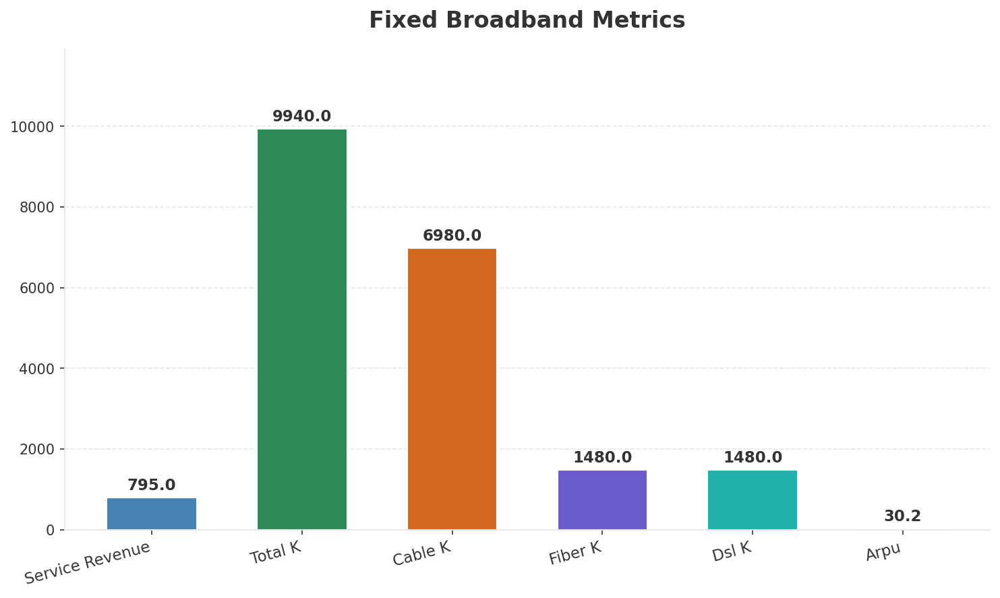 Fixed Broadband Metrics
10000
8000
6000
4000
2000
0
795.0
9940.0
6980.0
1480.0
1480.0
30.2
Service Revenue
Total K
Cable K
Fiber K
Dsl K
Arpu